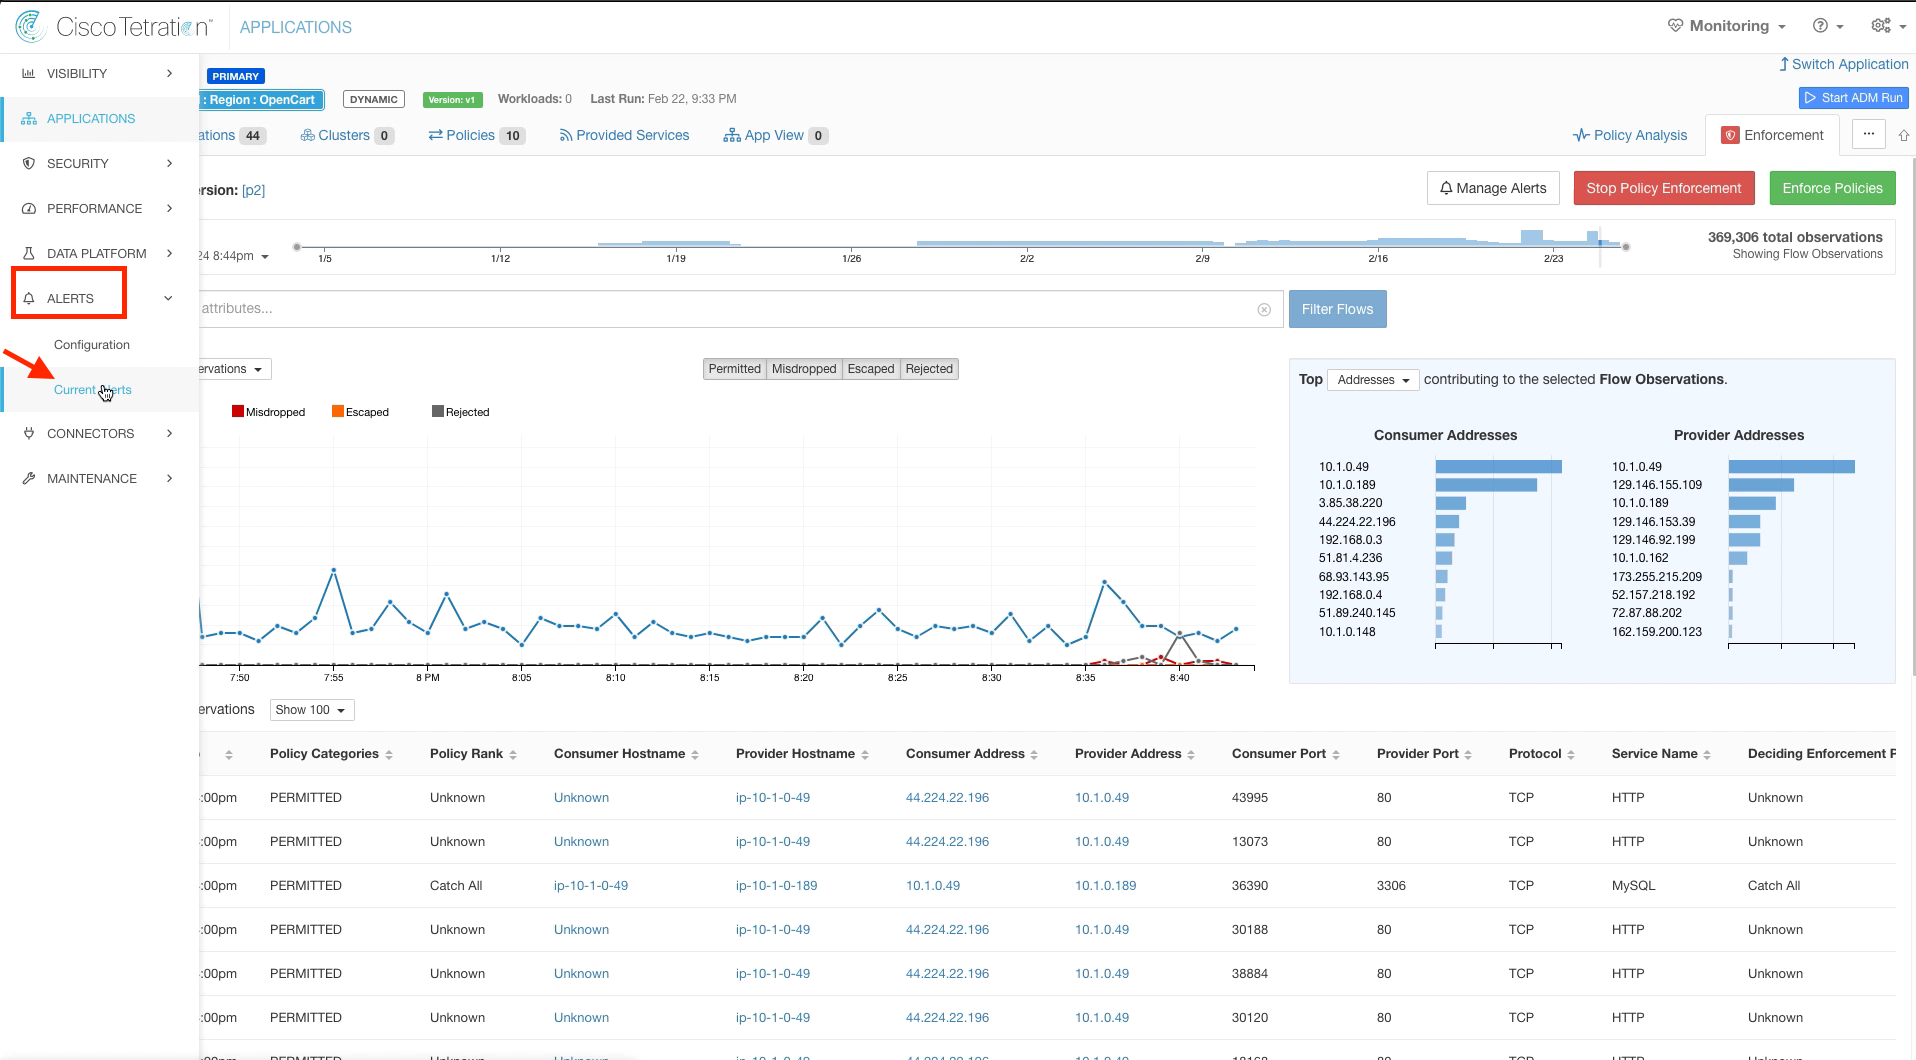 Cisco Tetration™ APPLICATIONS Monitoring
VISIBILITY
PRIMARY
Switch Application
: Region : OpenCart DYNAMIC Version: v1 Workloads: 0 Last Run: Feb 22, 9:33 PM
Start ADM Run
APPLICATIONS
ations 44 Clusters 0 Policies 10 Provided Services App View 0 Policy Analysis Enforcement ...
SECURITY
ersion: [p2] Manage Alerts Stop Policy Enforcement Enforce Policies
PERFORMANCE
369,306 total observations
DATA PLATFORM
24 8:44pm 1/5 1/12 1/19 1/26 2/2 2/9 2/16 2/23 Showing Flow Observations
ALERTS
attributes... Filter Flows
Configuration
ervations Permitted Misdropped Escaped Rejected
Top Addresses contributing to the selected Flow Observations.
Current Alerts
Misdropped Escaped Rejected
CONNECTORS
MAINTENANCE
Consumer Addresses Provider Addresses
10.1.0.49 10.1.0.49
10.1.0.189 129.146.155.109
3.85.38.220 10.1.0.189
44.224.22.196 129.146.153.39
192.168.0.3 129.146.92.199
51.81.4.236 10.1.0.162
68.93.143.95 173.255.215.209
192.168.0.4 52.157.218.192
51.89.240.145 72.87.88.202
10.1.0.148 162.159.200.123
7:50 7:55 8 PM 8:05 8:10 8:15 8:20 8:25 8:30 8:35 8:40
ervations Show 100
Policy Categories Policy Rank Consumer Hostname Provider Hostname Consumer Address Provider Address Consumer Port Provider Port Protocol Service Name Deciding Enforcement P
:00pm PERMITTED Unknown Unknown ip-10-1-0-49 44.224.22.196 10.1.0.49 43995 80 TCP HTTP Unknown
:00pm PERMITTED Unknown Unknown ip-10-1-0-49 44.224.22.196 10.1.0.49 13073 80 TCP HTTP Unknown
:00pm PERMITTED Catch All ip-10-1-0-49 ip-10-1-0-189 10.1.0.49 10.1.0.189 36390 3306 TCP MySQL Catch All
:00pm PERMITTED Unknown Unknown ip-10-1-0-49 44.224.22.196 10.1.0.49 30188 80 TCP HTTP Unknown
:00pm PERMITTED Unknown Unknown ip-10-1-0-49 44.224.22.196 10.1.0.49 38884 80 TCP HTTP Unknown
:00pm PERMITTED Unknown Unknown ip-10-1-0-49 44.224.22.196 10.1.0.49 30120 80 TCP HTTP Unknown